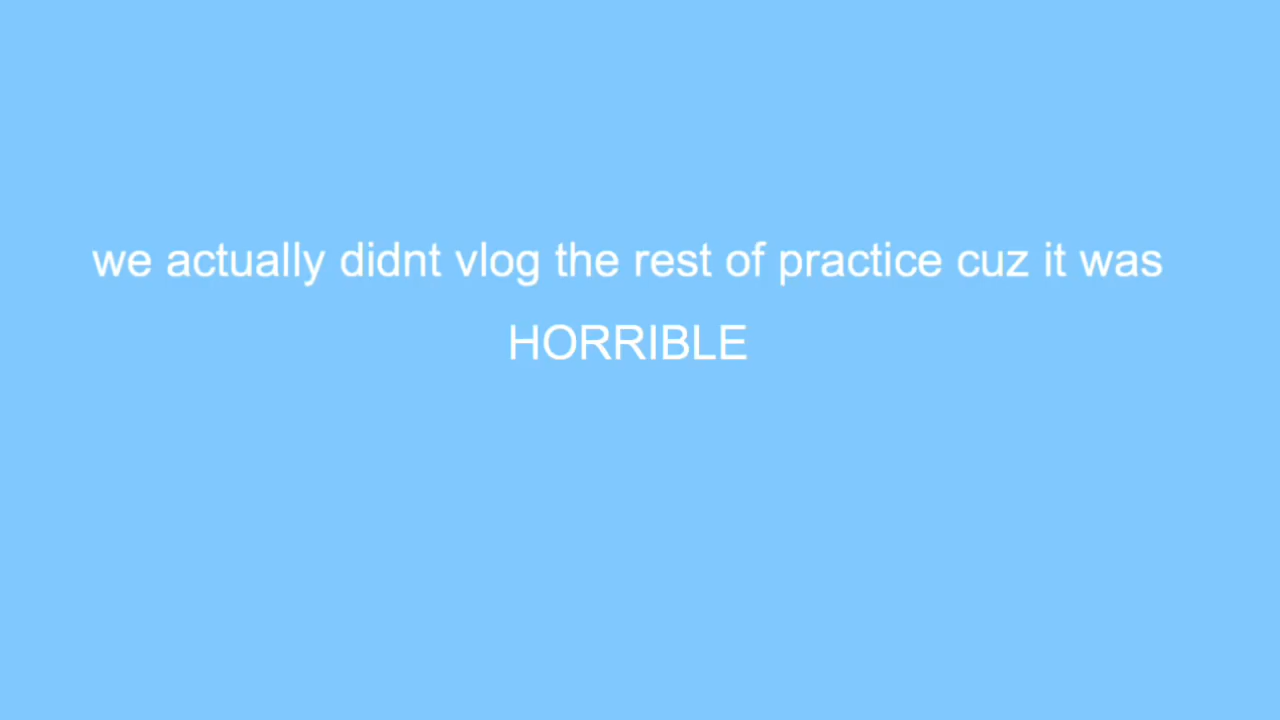 we actually didnt vlog the rest of practice cuz it was
HORRIBLE